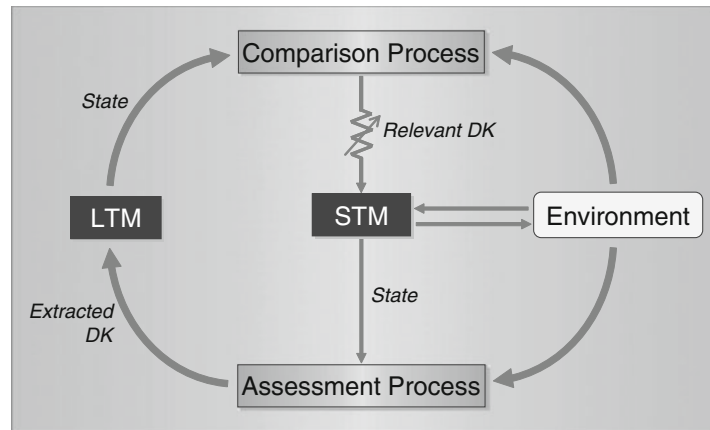 Comparison Process
State
Relevant DK
LTM
STM
Environment
Extracted
DK
State
Assessment Process